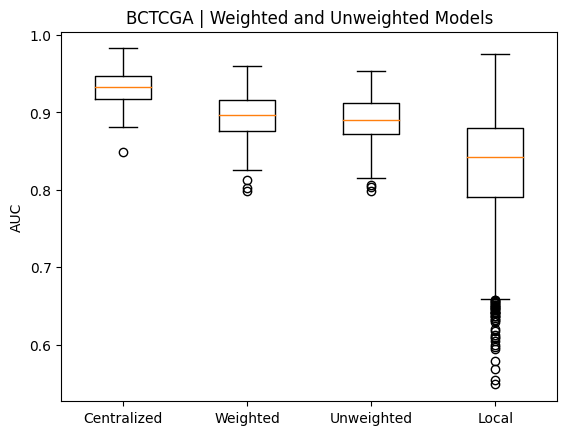 BCTCGA | Weighted and Unweighted Models
AUC
1.0
0.9
0.8
0.7
0.6
Centralized
Weighted
Unweighted
Local